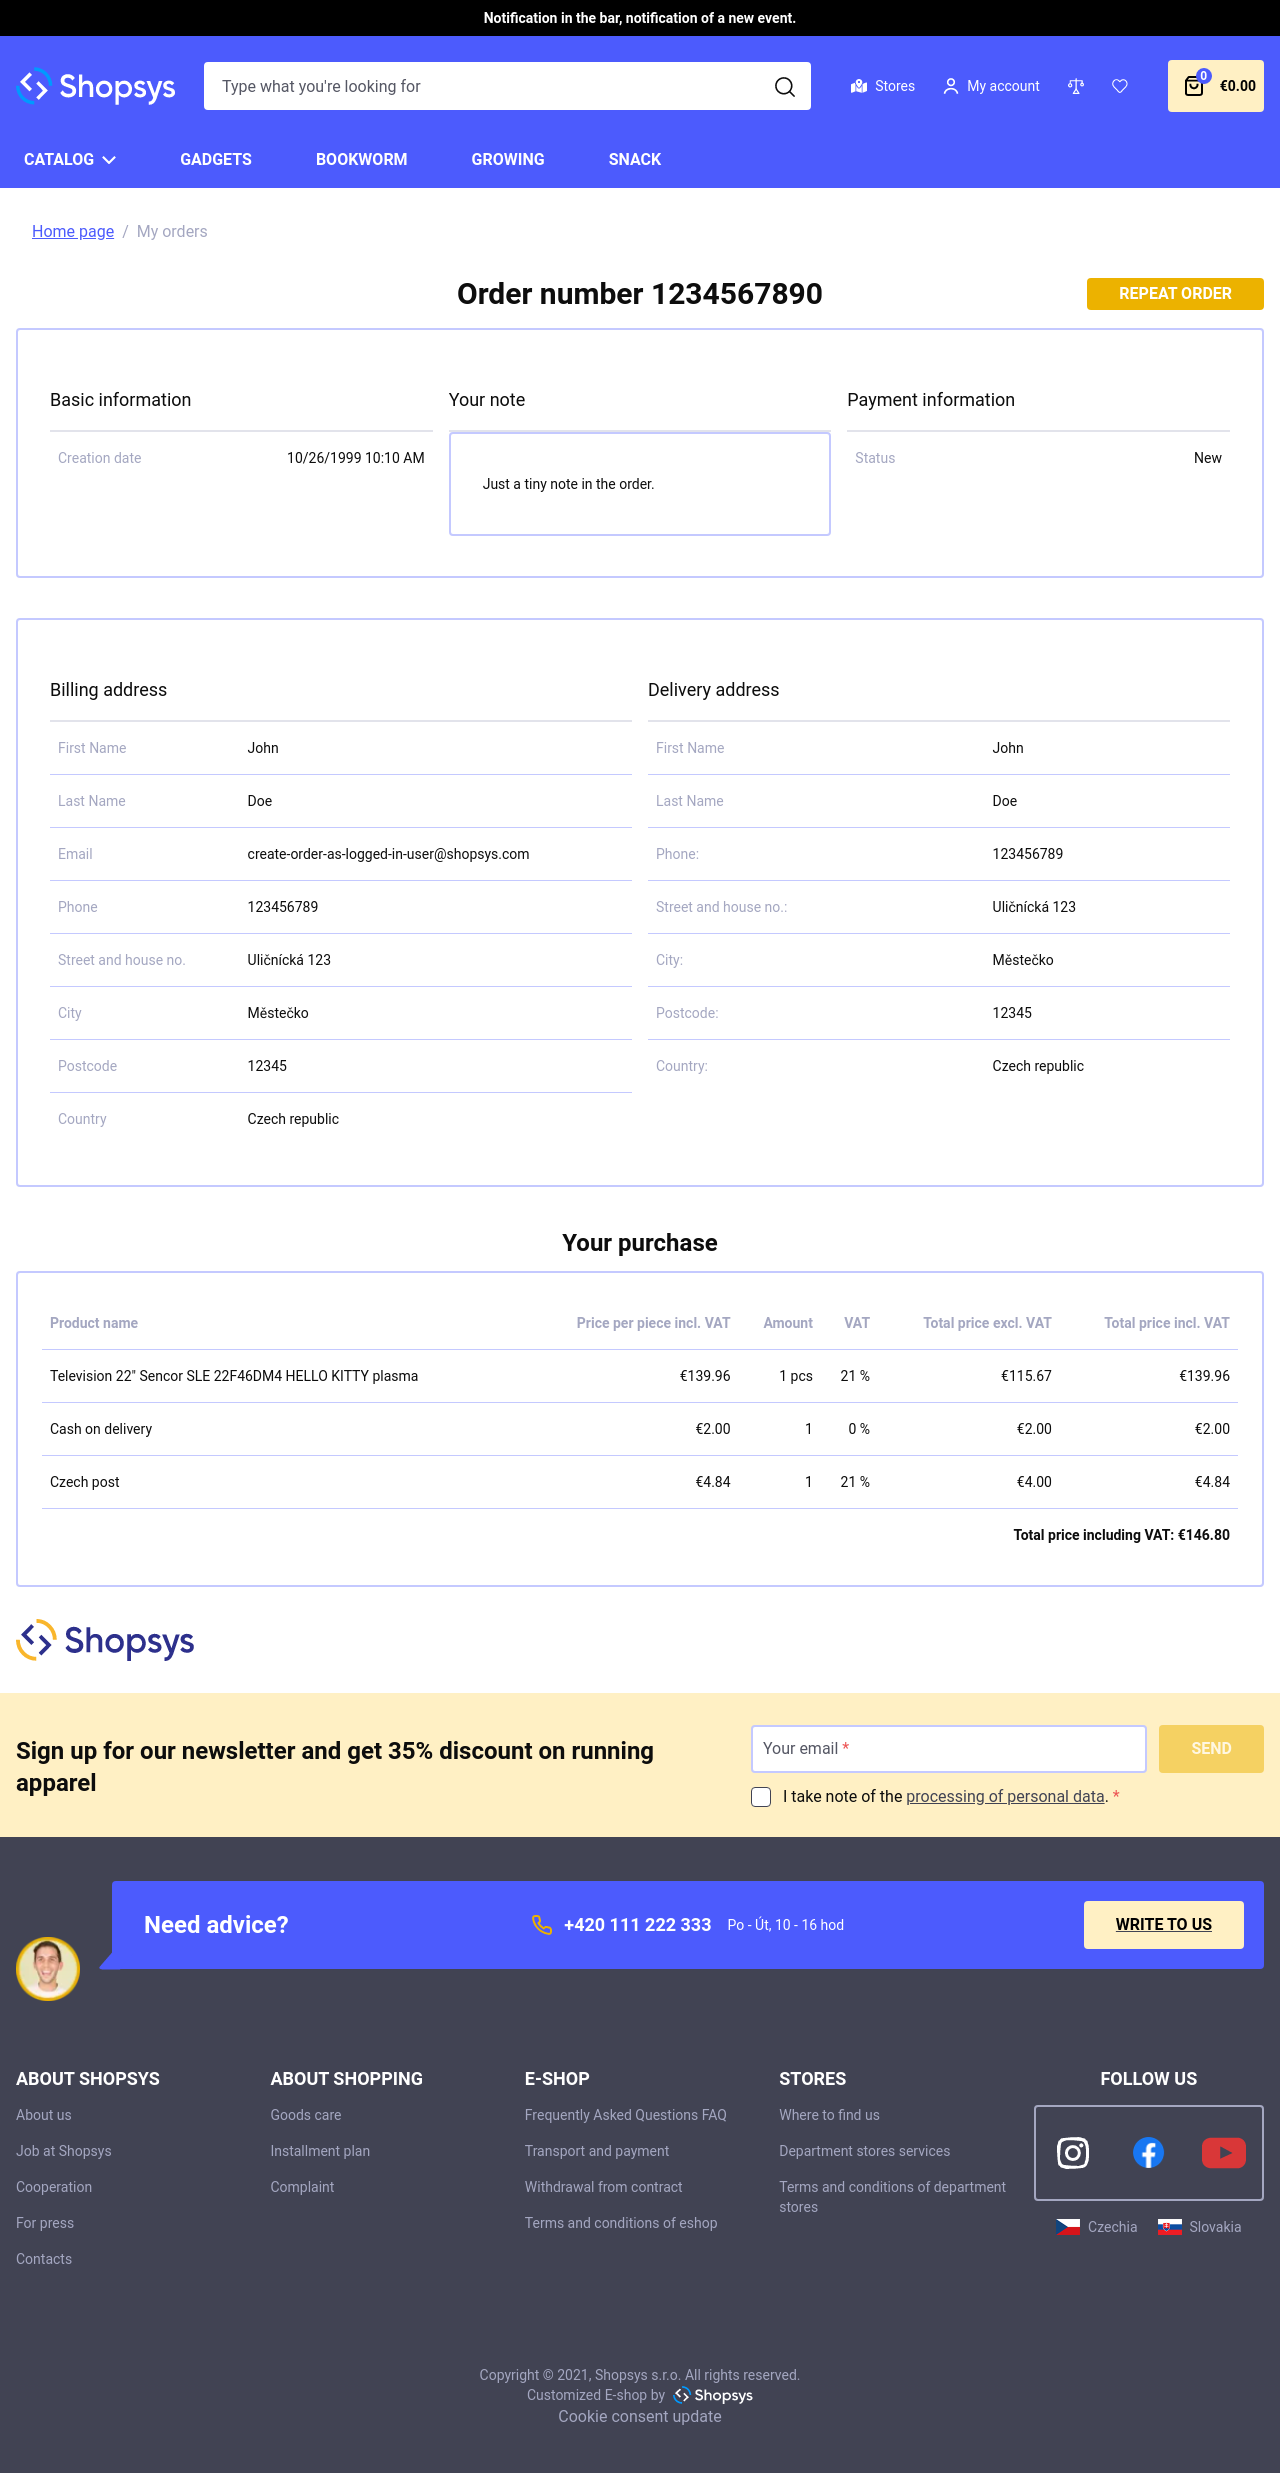 Notification in the bar, notification of a new event.
Shopsys
Type what you're looking for
Stores
My account
0
€0.00
CATALOG
GADGETS
BOOKWORM
GROWING
SNACK
Home page / My orders
Order number 1234567890
REPEAT ORDER
Basic information
Creation date 10/26/1999 10:10 AM
Your note
Just a tiny note in the order.
Payment information
Status New
Billing address
First Name John
Last Name Doe
Email create-order-as-logged-in-user@shopsys.com
Phone 123456789
Street and house no. Uličnícká 123
City Městečko
Postcode 12345
Country Czech republic
Delivery address
First Name John
Last Name Doe
Phone: 123456789
Street and house no.: Uličnícká 123
City: Městečko
Postcode: 12345
Country: Czech republic
Your purchase
Product name Price per piece incl. VAT Amount VAT Total price excl. VAT Total price incl. VAT
Television 22" Sencor SLE 22F46DM4 HELLO KITTY plasma €139.96 1 pcs 21 % €115.67 €139.96
Cash on delivery €2.00 1 0 % €2.00 €2.00
Czech post €4.84 1 21 % €4.00 €4.84
Total price including VAT: €146.80
Shopsys
Sign up for our newsletter and get 35% discount on running
apparel
Your email *
SEND
I take note of the processing of personal data. *
Need advice?
+420 111 222 333
Po - Út, 10 - 16 hod
WRITE TO US
ABOUT SHOPSYS
About us
Job at Shopsys
Cooperation
For press
Contacts
ABOUT SHOPPING
Goods care
Installment plan
Complaint
E-SHOP
Frequently Asked Questions FAQ
Transport and payment
Withdrawal from contract
Terms and conditions of eshop
STORES
Where to find us
Department stores services
Terms and conditions of department
stores
FOLLOW US
Czechia
Slovakia
Copyright © 2021, Shopsys s.r.o. All rights reserved.
Customized E-shop by Shopsys
Cookie consent update